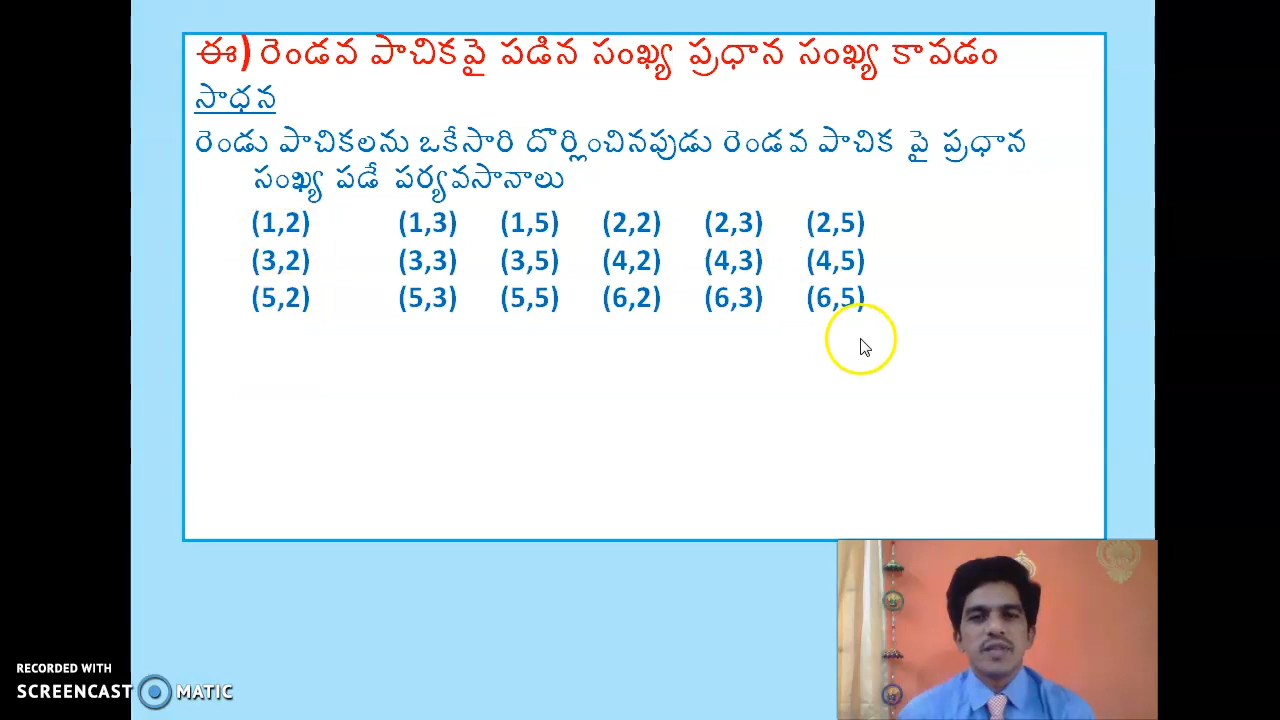 ఈ) రెండవ పాచికపై పడిన సంఖ్య ప్రధాన సంఖ్య కావడం
సాధన
రెండు పాచికలను ఒకేసారి దొర్లించినపుడు రెండవ పాచిక పై ప్రధాన
సంఖ్య పడే పర్యవసానాలు
(1,2) (1,3) (1,5) (2,2) (2,3) (2,5)
(3,2) (3,3) (3,5) (4,2) (4,3) (4,5)
(5,2) (5,3) (5,5) (6,2) (6,3) (6,5)
RECORDED WITH
SCREENCAST MATIC